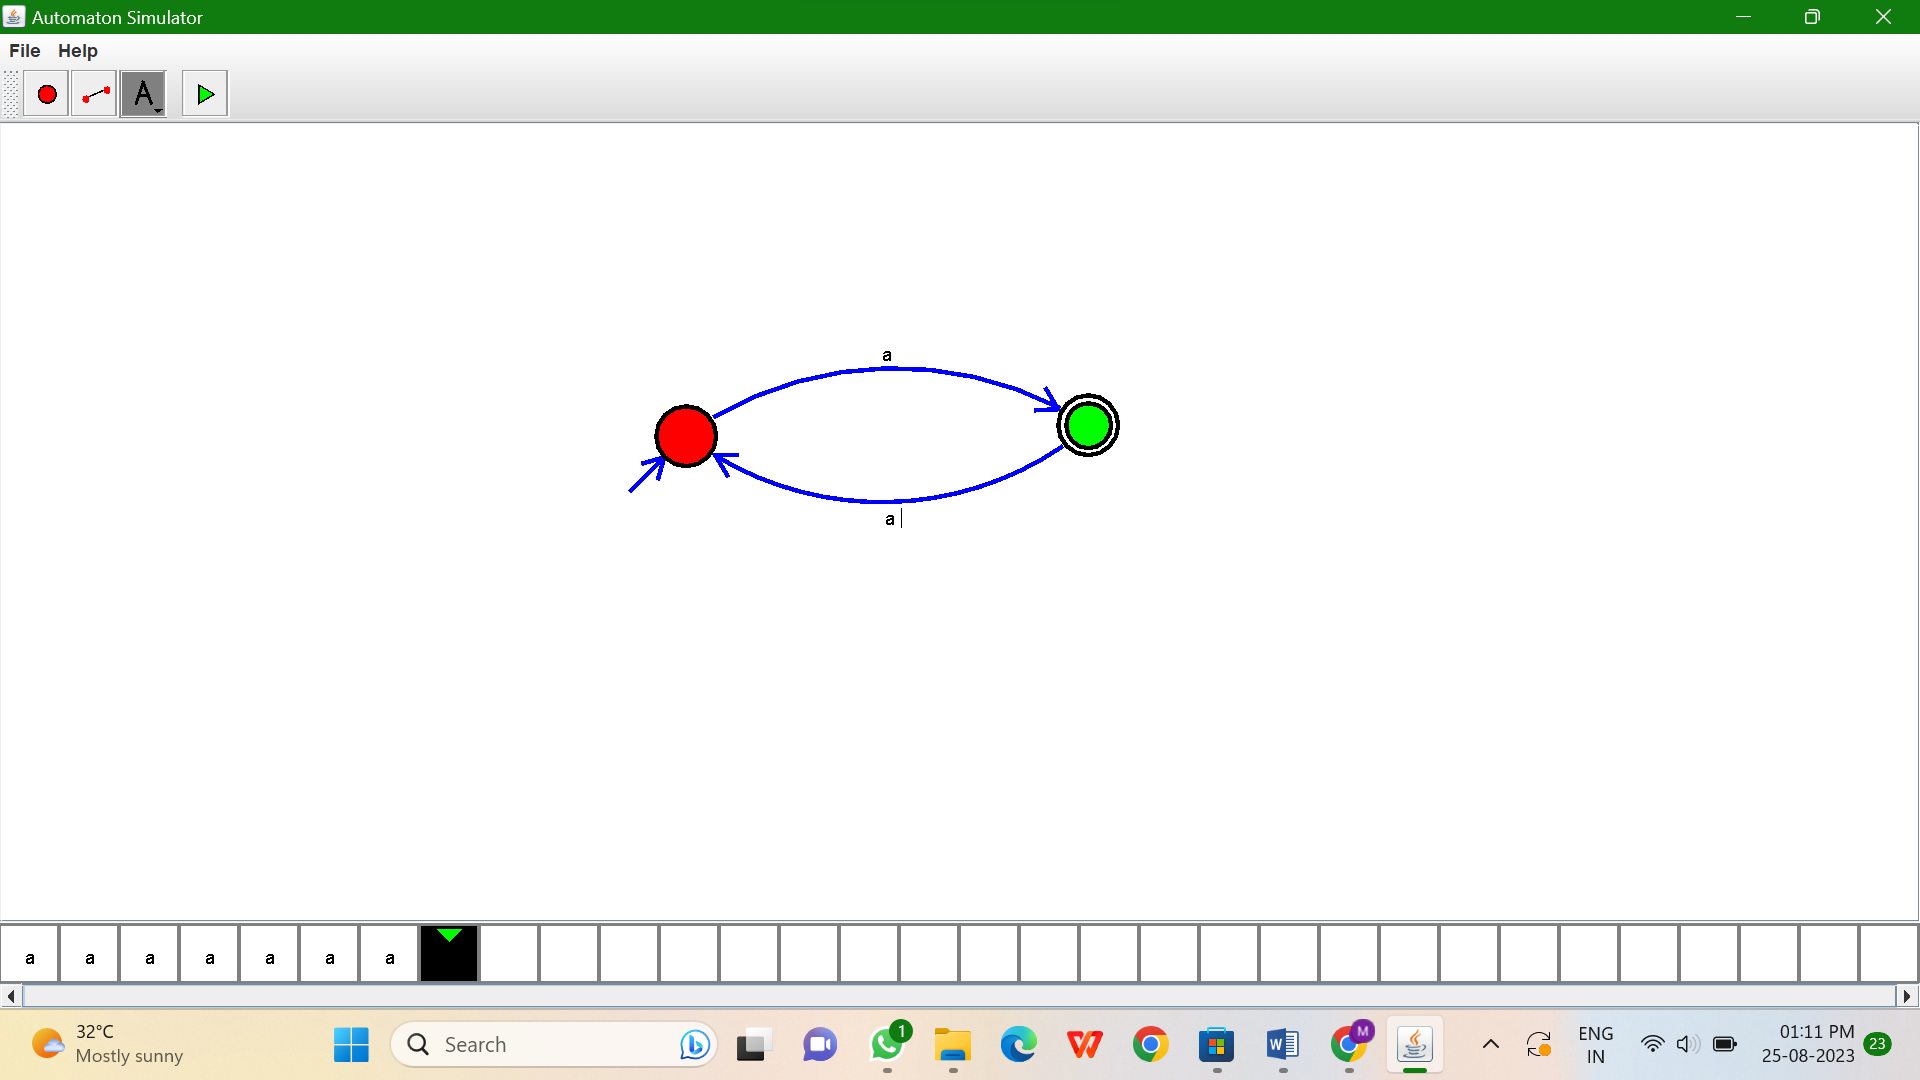 Automaton Simulator
File Help
A
a
a
a a a a a a a
32°C
Mostly sunny
Search
1
W
M
ENG
IN
01:11 PM
25-08-2023
23